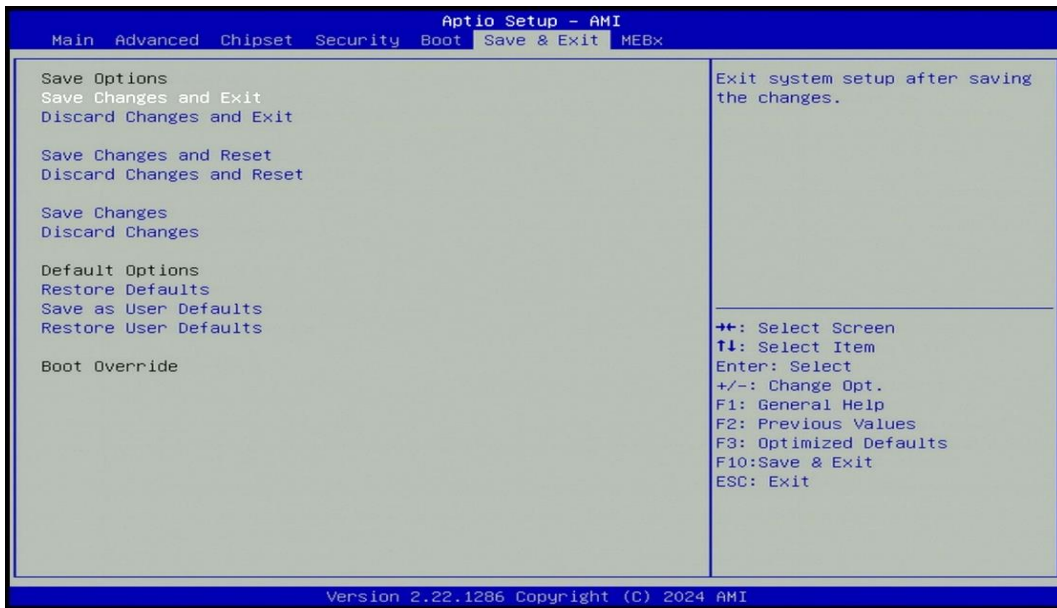 Aptio Setup – AMI
Main Advanced Chipset Security Boot Save & Exit MEBx
Save Options
Save Changes and Exit
Discard Changes and Exit
Save Changes and Reset
Discard Changes and Reset
Save Changes
Discard Changes
Default Options
Restore Defaults
Save as User Defaults
Restore User Defaults
Boot Override
Exit system setup after saving
the changes.
→←: Select Screen
↑↓: Select Item
Enter: Select
+/-: Change Opt.
F1: General Help
F2: Previous Values
F3: Optimized Defaults
F10:Save & Exit
ESC: Exit
Version 2.22.1286 Copyright (C) 2024 AMI